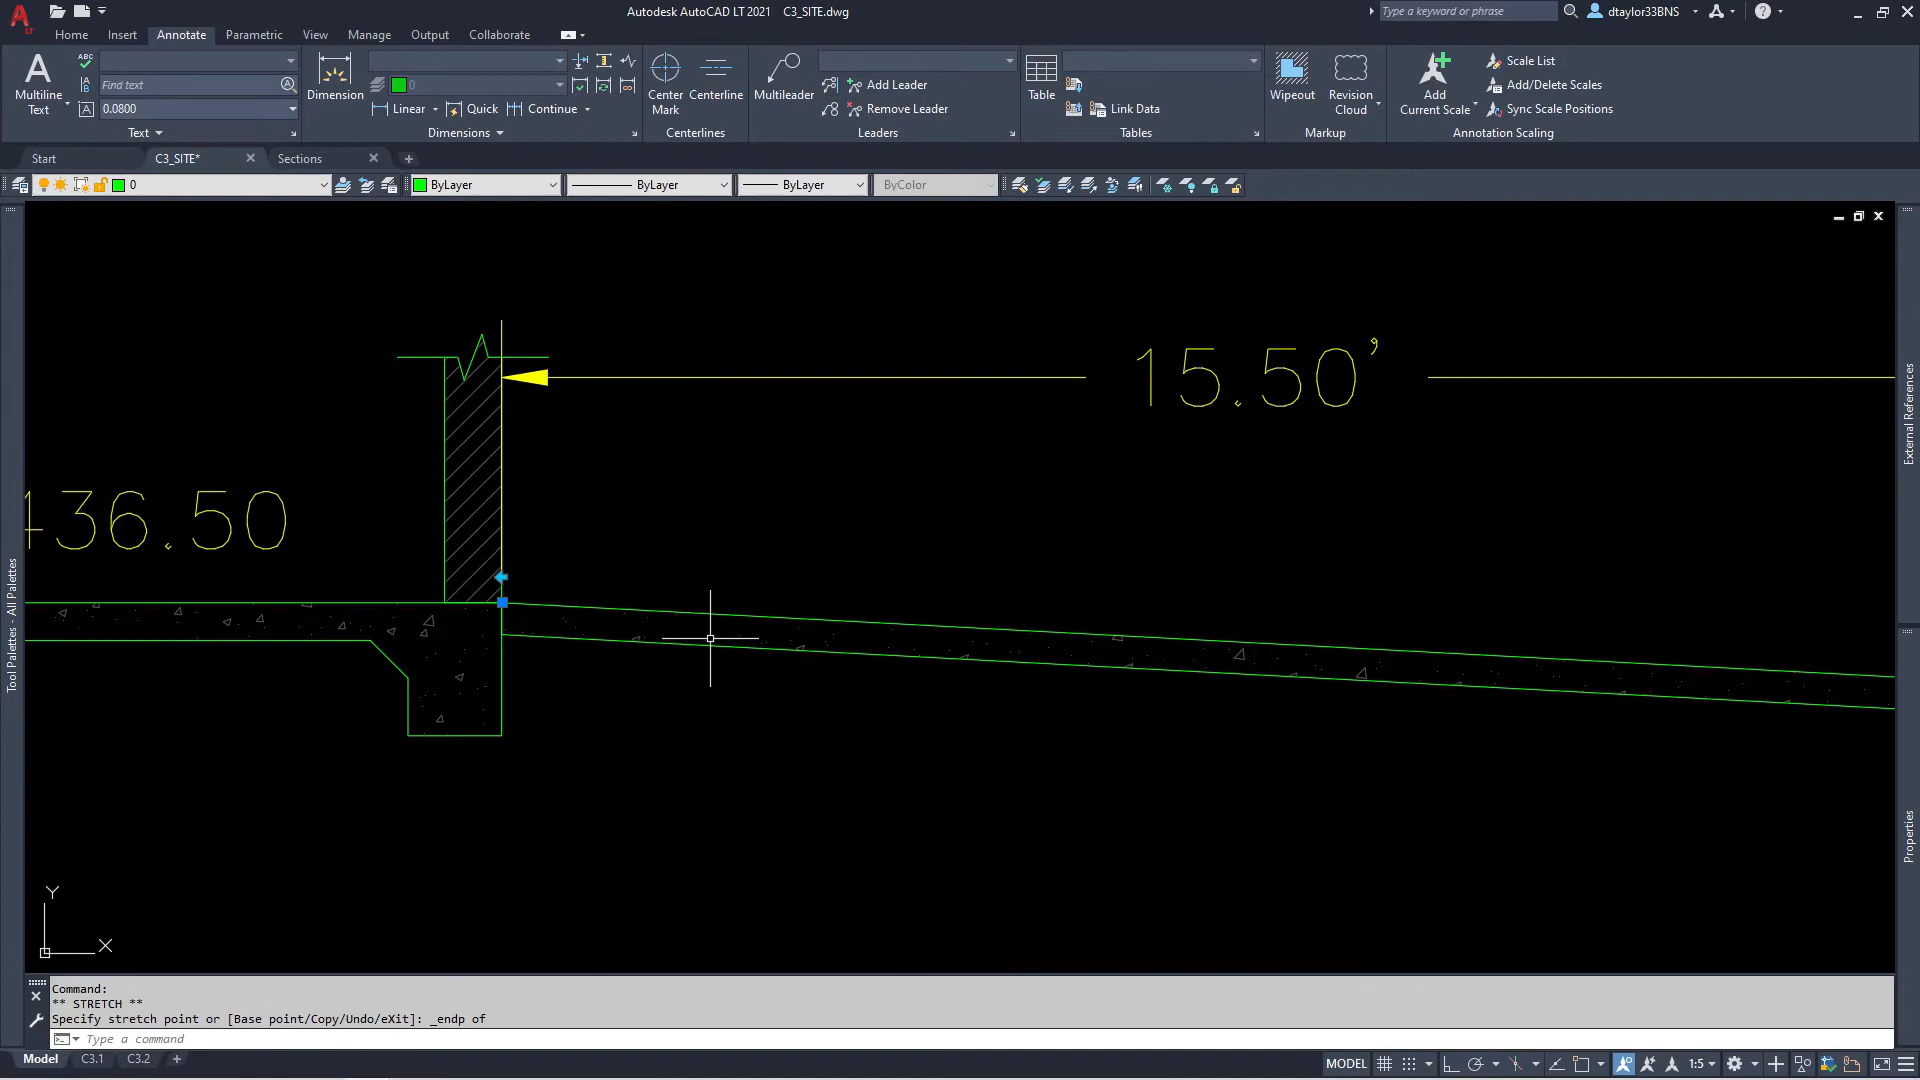 Autodesk AutoCAD LT 2021 C3_SITE.dwg
Type a keyword or phrase
dtaylor33BNS
LT
Home Insert Annotate Parametric View Manage Output Collaborate
Multiline Text
ABC
Find text
0.0800
Text
Dimension
0
Linear Quick Continue
Dimensions
Center Mark
Centerline
Centerlines
Multileader
Add Leader
Remove Leader
Leaders
Table
Link Data
Tables
Wipeout
Revision Cloud
Markup
Add Current Scale
Scale List
Add/Delete Scales
Sync Scale Positions
Annotation Scaling
Start C3_SITE* Sections
0 ByLayer ByLayer ByLayer ByColor
15.50'
436.50
Tool Palettes - All Palettes
External References
Properties
Y
X
Command:
** STRETCH **
Specify stretch point or [Base point/Copy/Undo/eXit]: _endp of
Type a command
Model C3.1 C3.2
MODEL 1:5